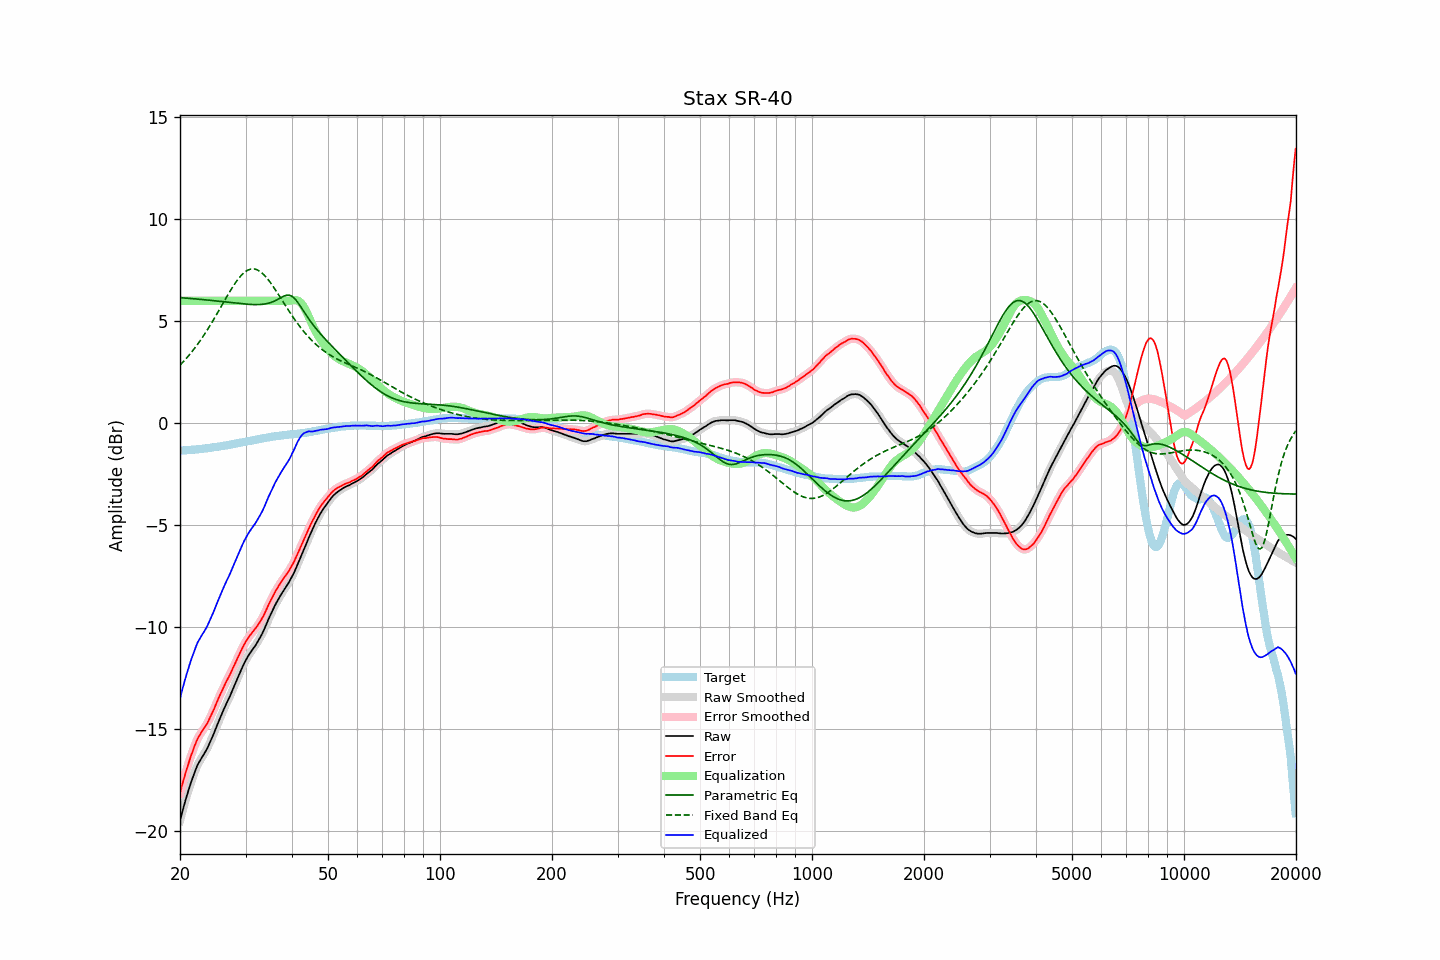 Stax SR-40
15
10
5
0
−5
−10
−15
−20
Amplitude (dBr)
20
50
100
200
500
1000
2000
5000
10000
20000
Frequency (Hz)
Target
Raw Smoothed
Error Smoothed
Raw
Error
Equalization
Parametric Eq
Fixed Band Eq
Equalized